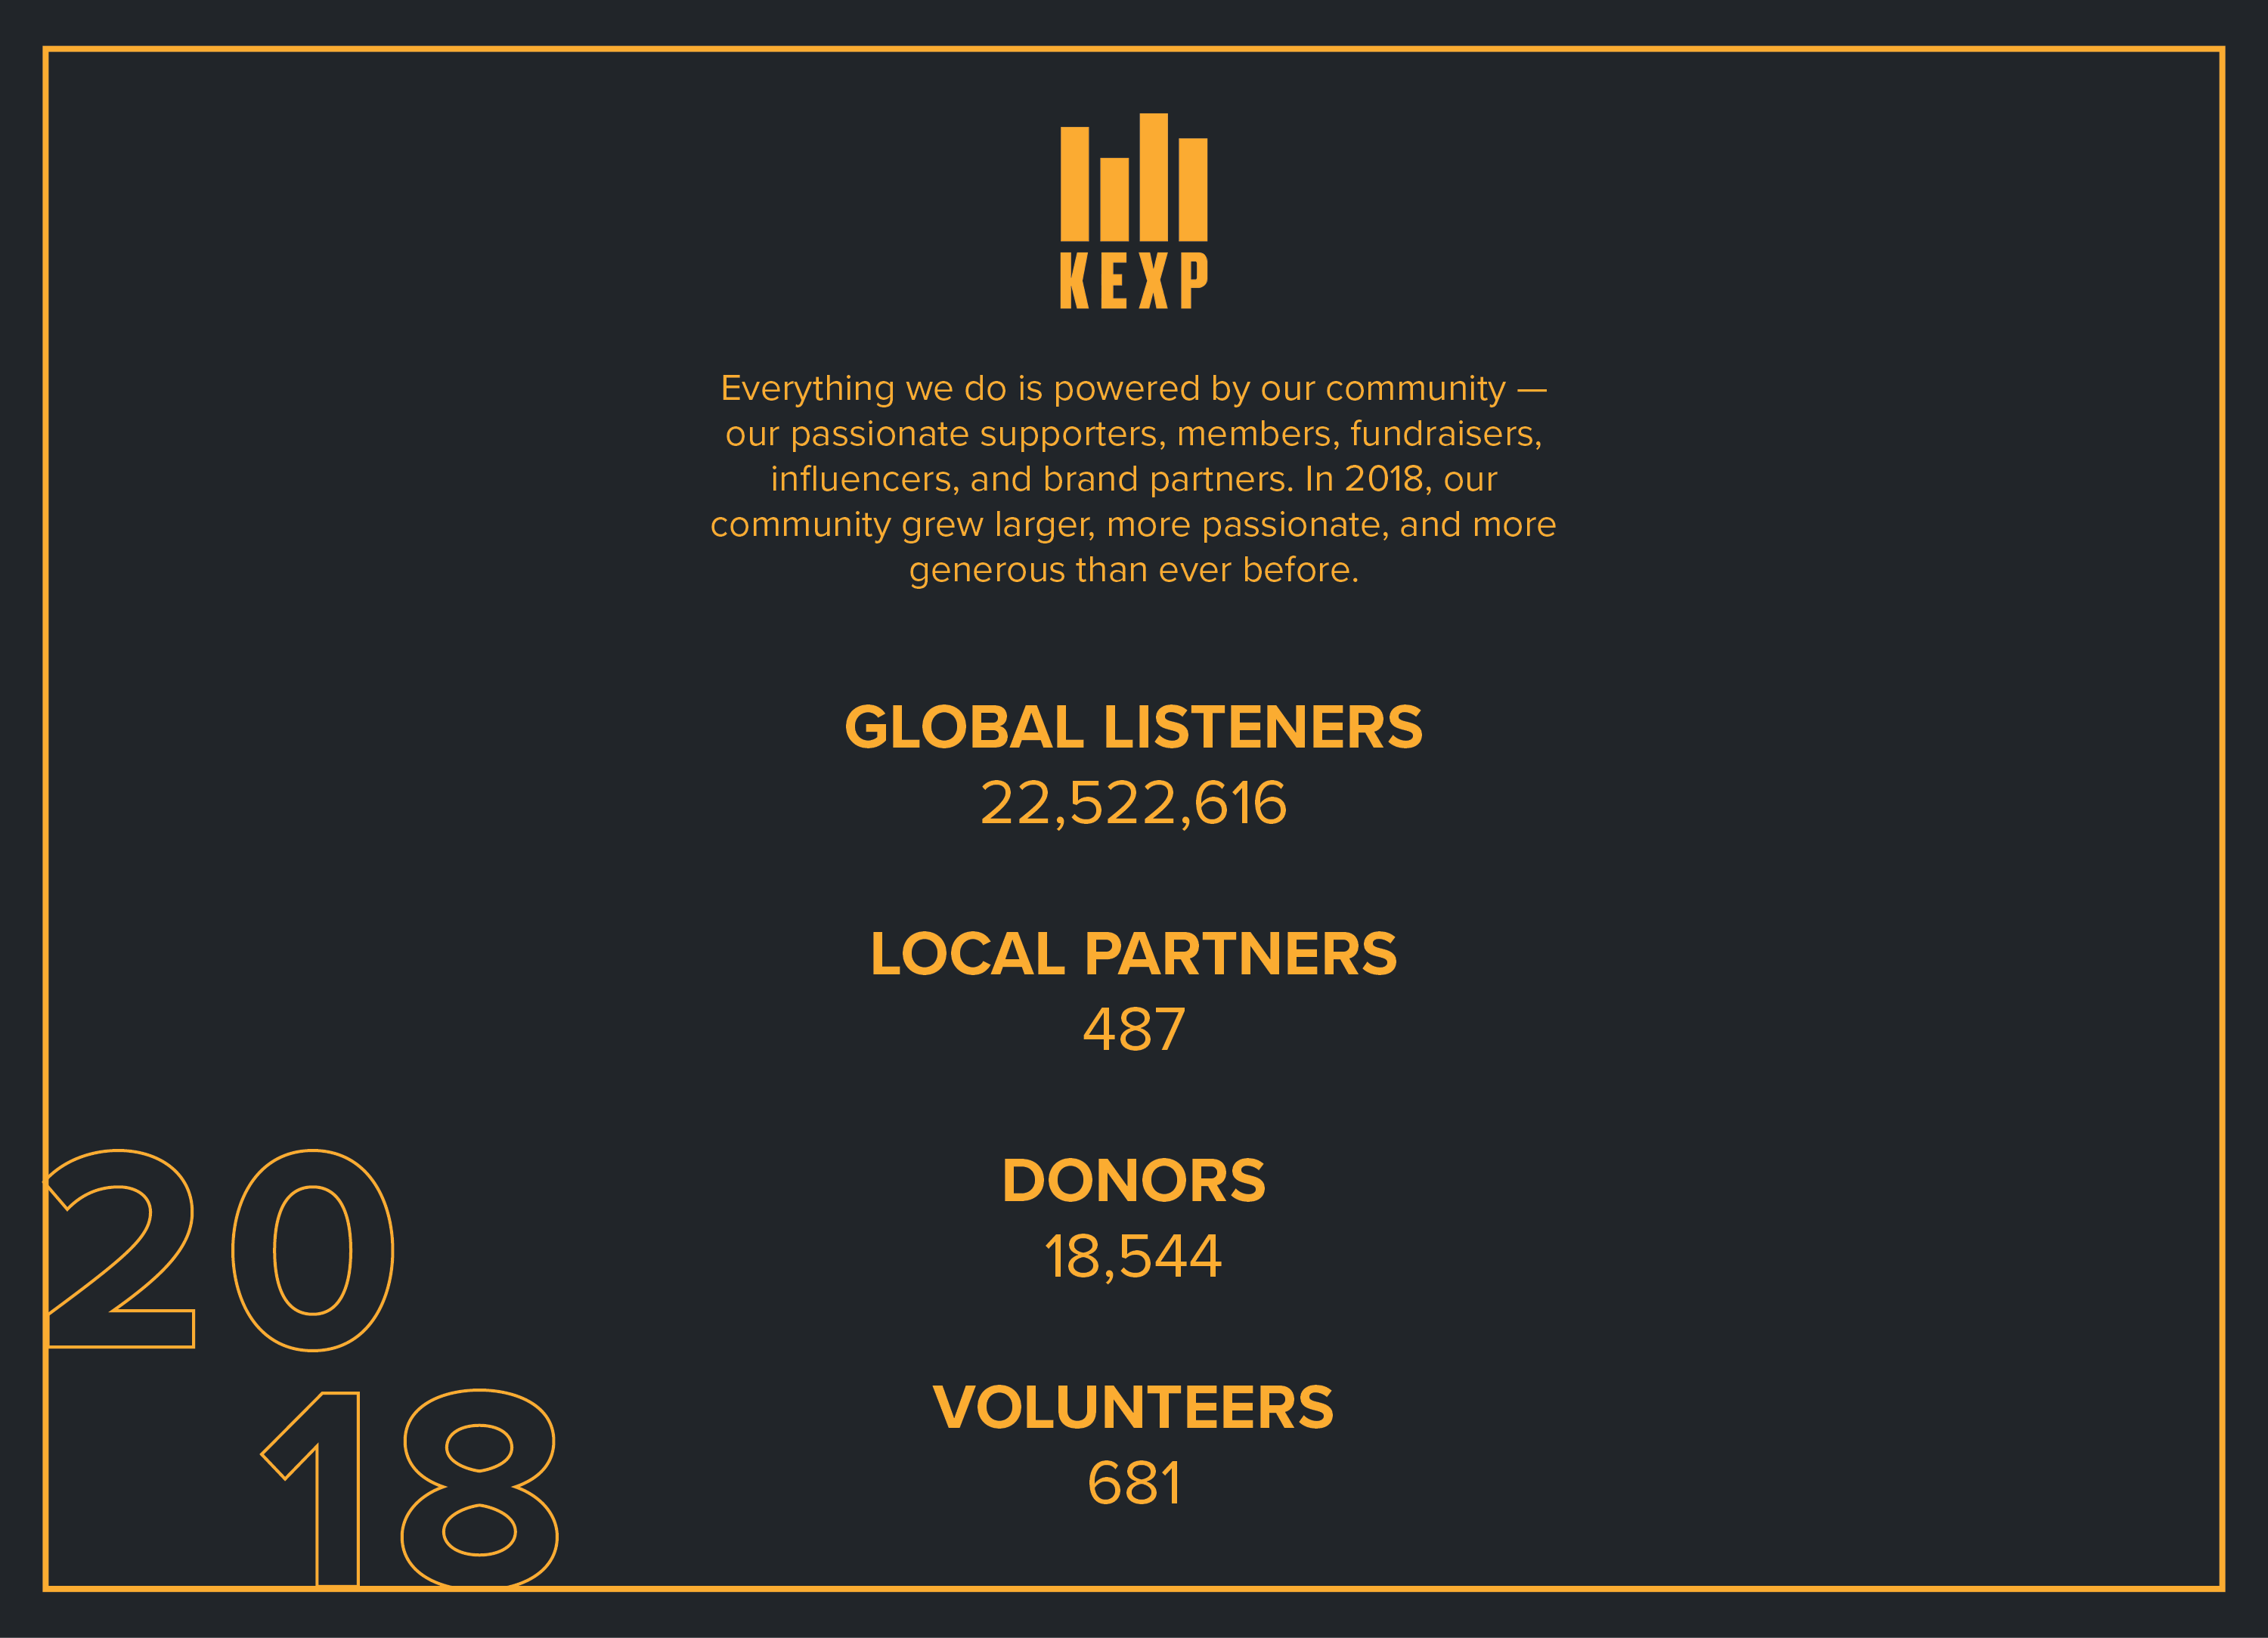 KEXP
Everything we do is powered by our community —
our passionate supporters, members, fundraisers,
influencers, and brand partners. In 2018, our
community grew larger, more passionate, and more
generous than ever before.
GLOBAL LISTENERS
22,522,616
LOCAL PARTNERS
487
DONORS
18,544
VOLUNTEERS
681
20
18